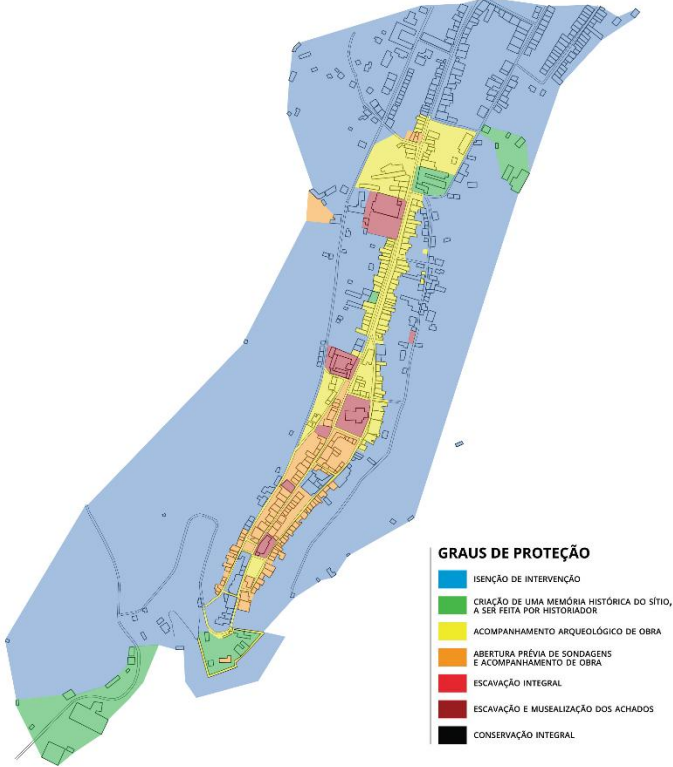 GRAUS DE PROTEÇÃO
ISENÇÃO DE INTERVENÇÃO
CRIAÇÃO DE UMA MEMÓRIA HISTÓRICA DO SÍTIO,
A SER FEITA POR HISTORIADOR
ACOMPANHAMENTO ARQUEOLÓGICO DE OBRA
ABERTURA PRÉVIA DE SONDAGENS
E ACOMPANHAMENTO DE OBRA
ESCAVAÇÃO INTEGRAL
ESCAVAÇÃO E MUSEALIZAÇÃO DOS ACHADOS
CONSERVAÇÃO INTEGRAL